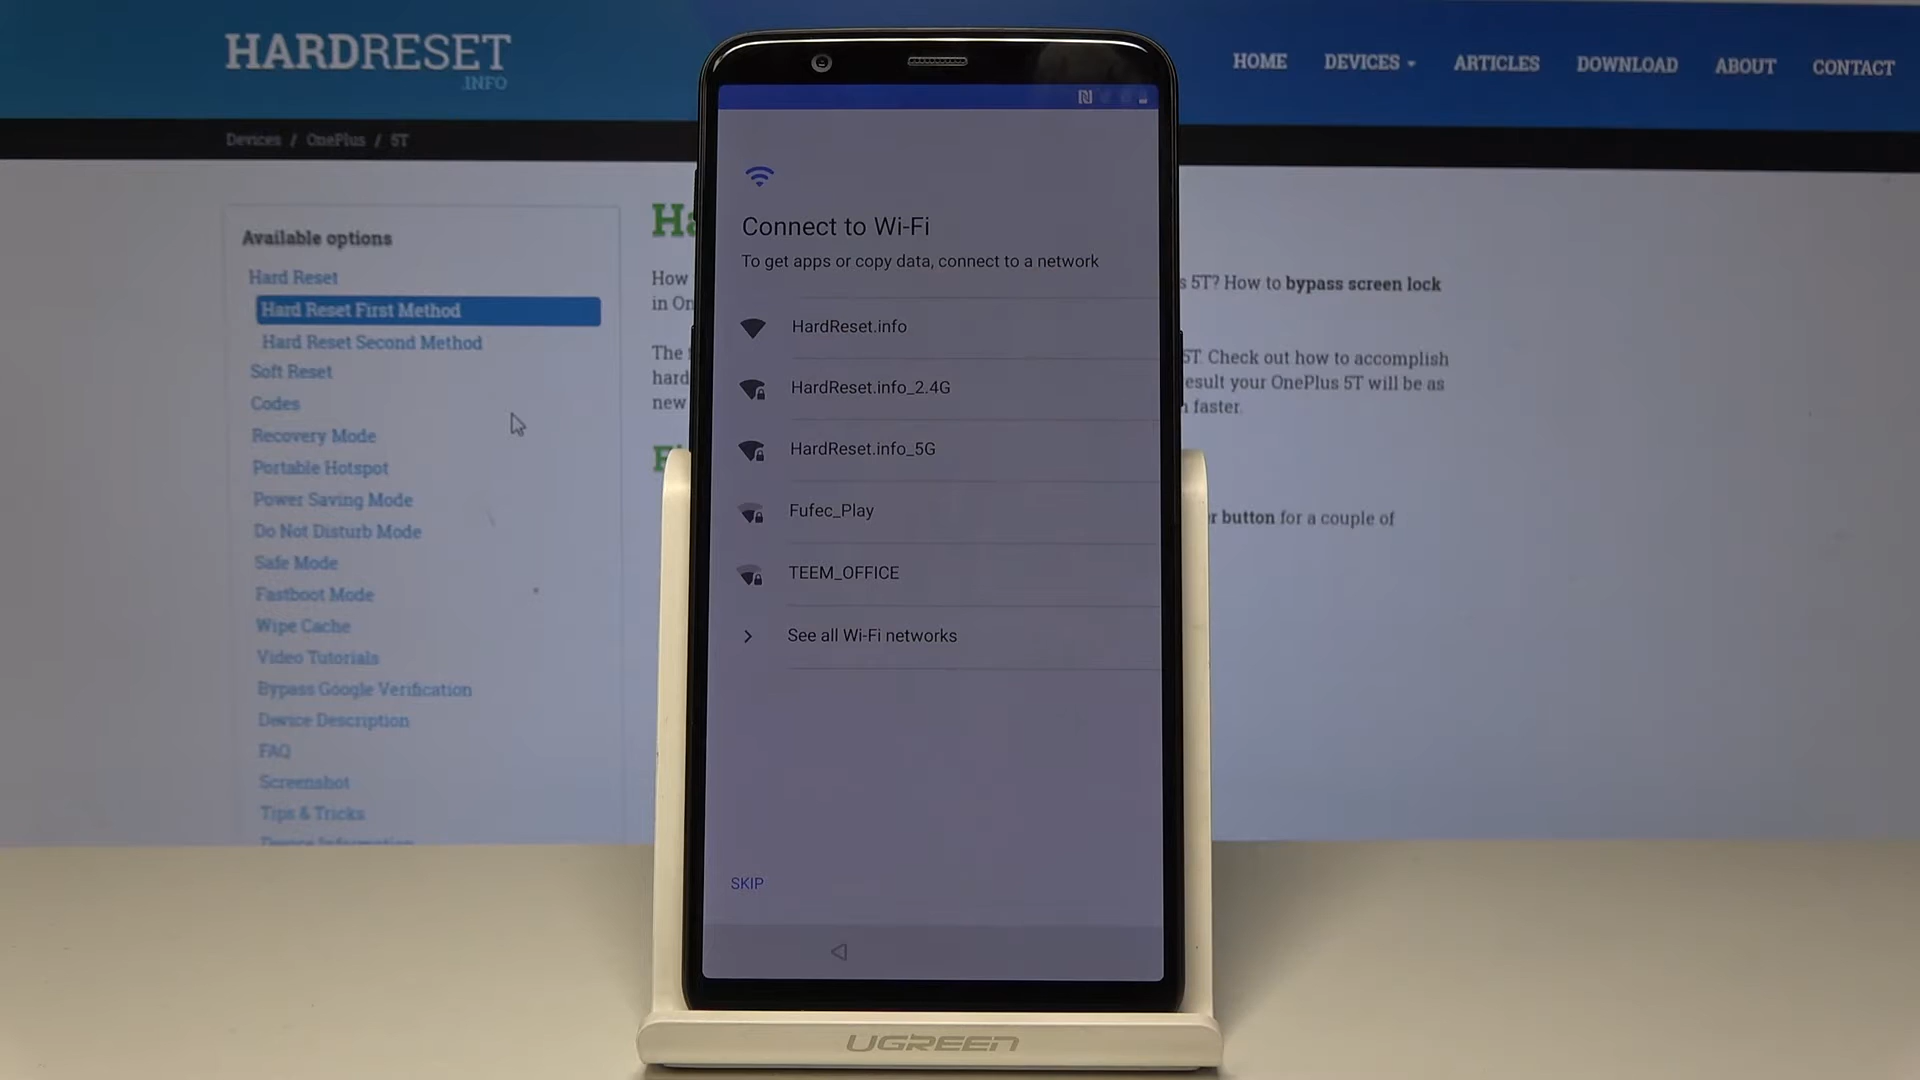 HARDRESET
.INFO
HOME
DEVICES
ARTICLES
DOWNLOAD
ABOUT
CONTACT
Devices / OnePlus / 5T
Available options
Hard Reset
Hard Reset First Method
Hard Reset Second Method
Soft Reset
Codes
Recovery Mode
Portable Hotspot
Power Saving Mode
Do Not Disturb Mode
Safe Mode
Fastboot Mode
Wipe Cache
Video Tutorials
Bypass Google Verification
Device Description
FAQ
Screenshot
Tips & Tricks
Device Information
Connect to Wi-Fi
To get apps or copy data, connect to a network
HardReset.info
HardReset.info_2.4G
HardReset.info_5G
Fufec_Play
TEEM_OFFICE
See all Wi-Fi networks
SKIP
How
in
The
hard
new
5T? How to bypass screen lock
5T. Check out how to accomplish
your OnePlus 5T will be as
faster.
button for a couple of
UGREEN